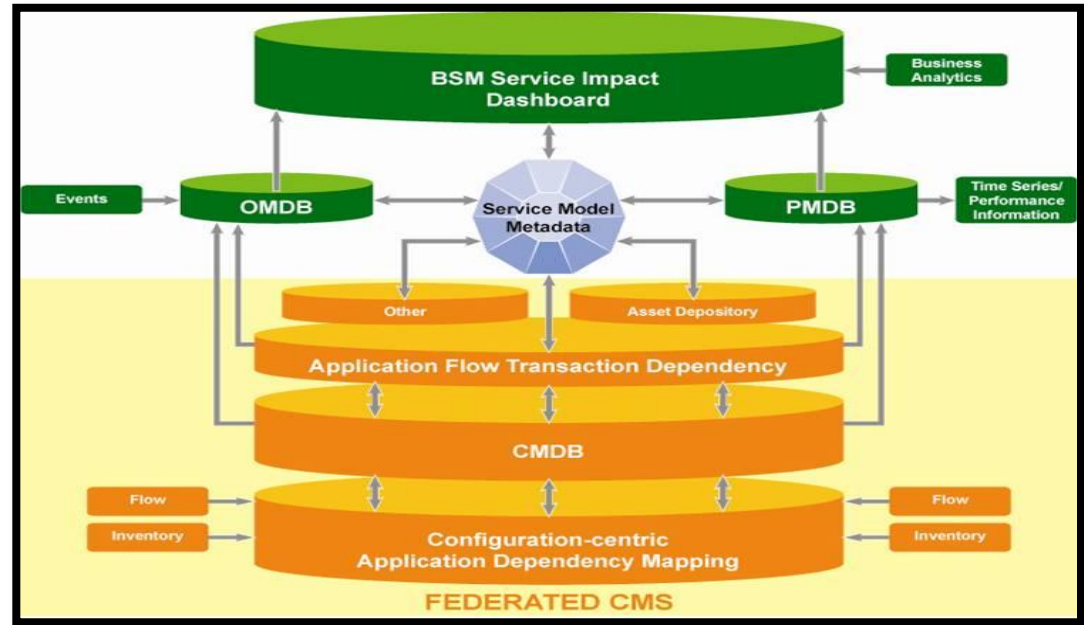 BSM Service Impact
Dashboard
Business
Analytics
Events
OMDB
Service Model
Metadata
PMDB
Time Series/
Performance
Information
Other
Asset Depository
Application Flow Transaction Dependency
CMDB
Flow
Flow
Inventory
Inventory
Configuration-centric
Application Dependency Mapping
FEDERATED CMS